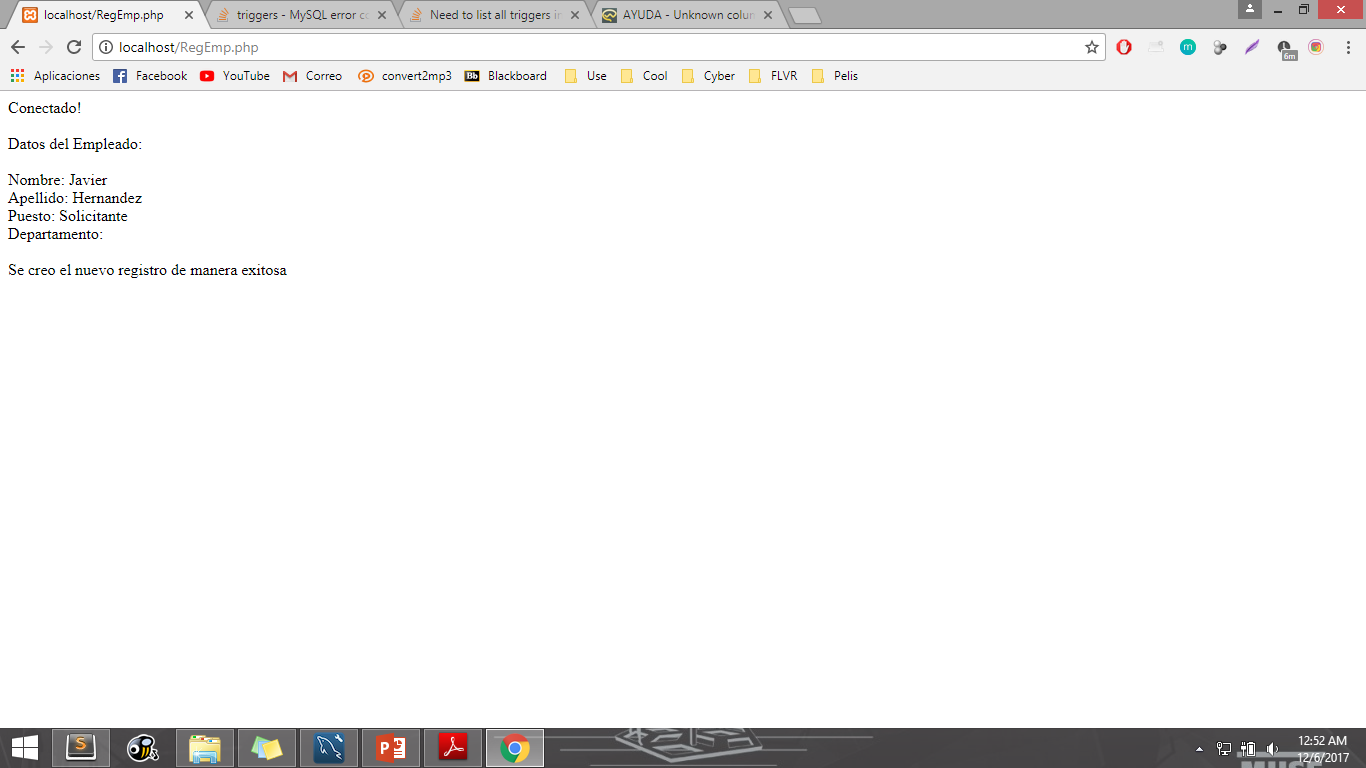 localhost/RegEmp.php
triggers - MySQL error co
Need to list all triggers in
AYUDA - Unknown colum
localhost/RegEmp.php
6m
Aplicaciones
Facebook
YouTube
Correo
convert2mp3
Bb Blackboard
Use
Cool
Cyber
FLVR
Pelis
Conectado!
Datos del Empleado:
Nombre: Javier
Apellido: Hernandez
Puesto: Solicitante
Departamento:
Se creo el nuevo registro de manera exitosa
12:52 AM
12/6/2017